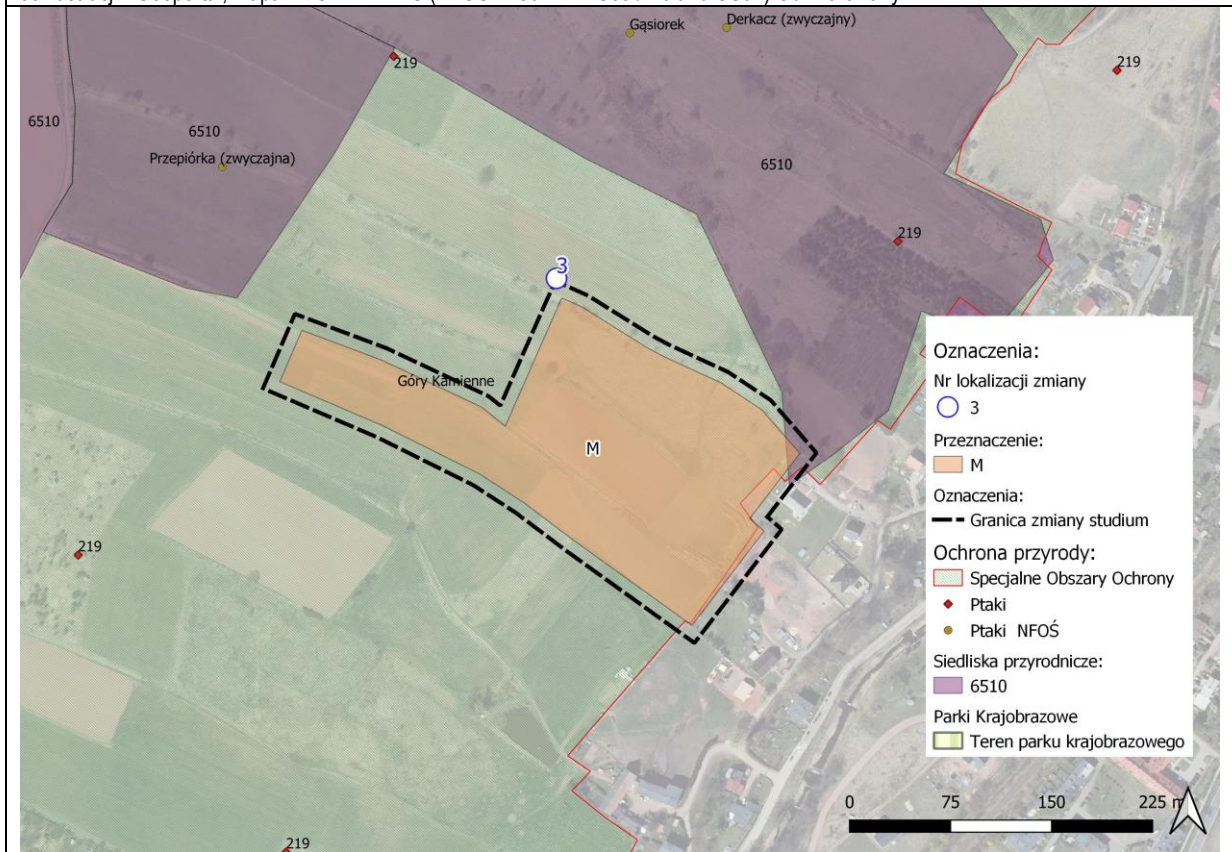 Gąsiorek
Derkacz (zwyczajny)
219
219
6510
6510
Przepiórka (zwyczajna)
6510
219
3
Góry Kamienne
M
219
219
Oznaczenia:
Nr lokalizacji zmiany
3
Przeznaczenie:
M
Oznaczenia:
Granica zmiany studium
Ochrona przyrody:
Specjalne Obszary Ochrony
Ptaki
Ptaki NFOŚ
Siedliska przyrodnicze:
6510
Parki Krajobrazowe
Teren parku krajobrazowego
0 75 150 225 m